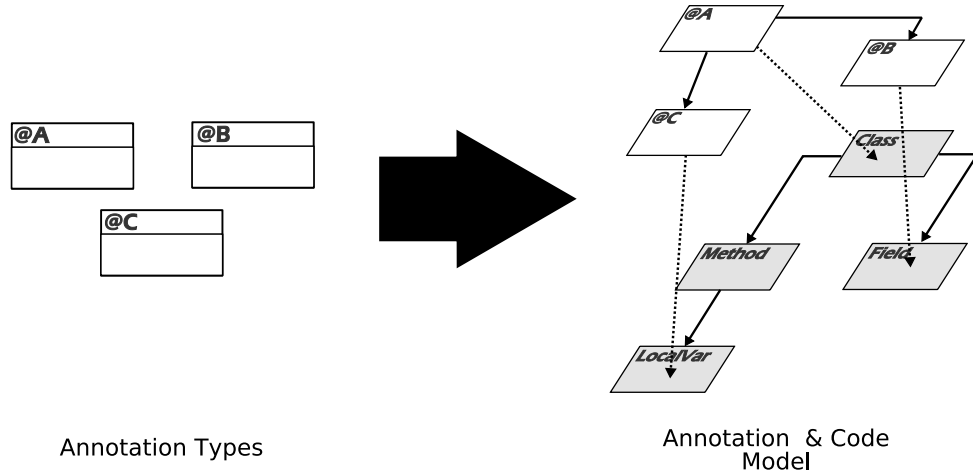 @A
@B
@C
Annotation Types
@A
@B
@C
Class
Method
Field
LocalVar
Annotation & Code
Model